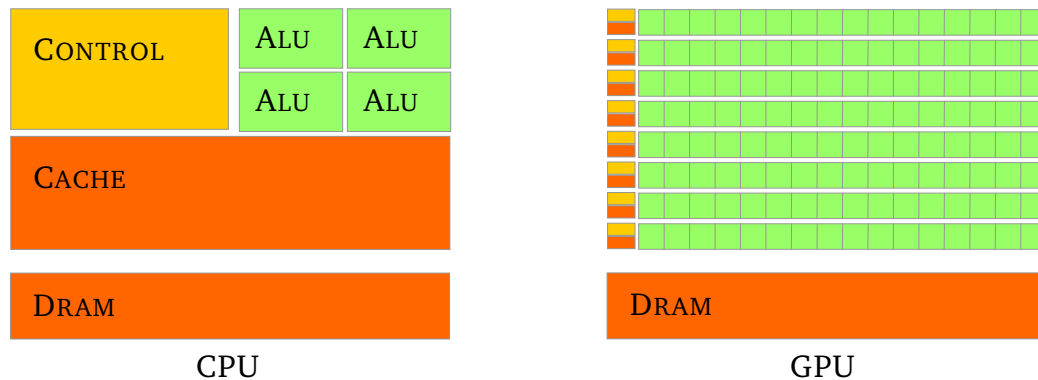 CONTROL
ALU ALU
ALU ALU
CACHE
DRAM
CPU
DRAM
GPU